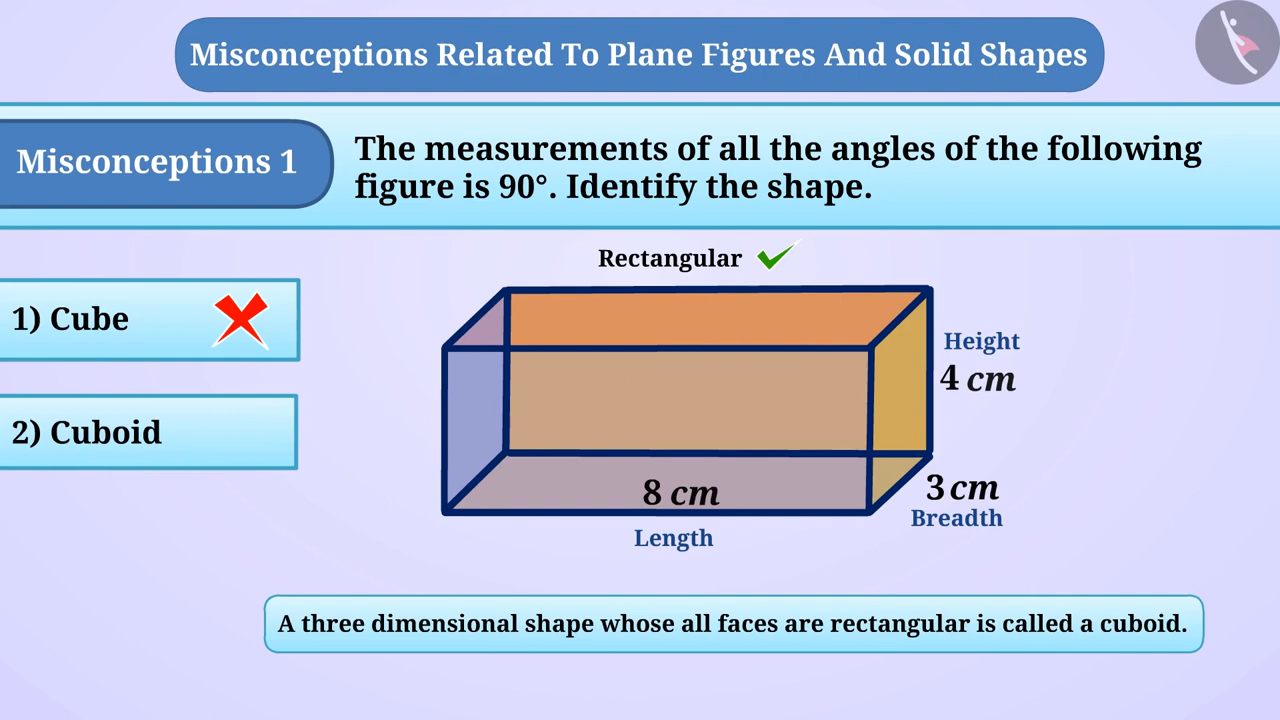 Misconceptions Related To Plane Figures And Solid Shapes
Misconceptions 1
The measurements of all the angles of the following
figure is 90°. Identify the shape.
Rectangular
1) Cube
2) Cuboid
Height
4 cm
8 cm
Length
3 cm
Breadth
A three dimensional shape whose all faces are rectangular is called a cuboid.